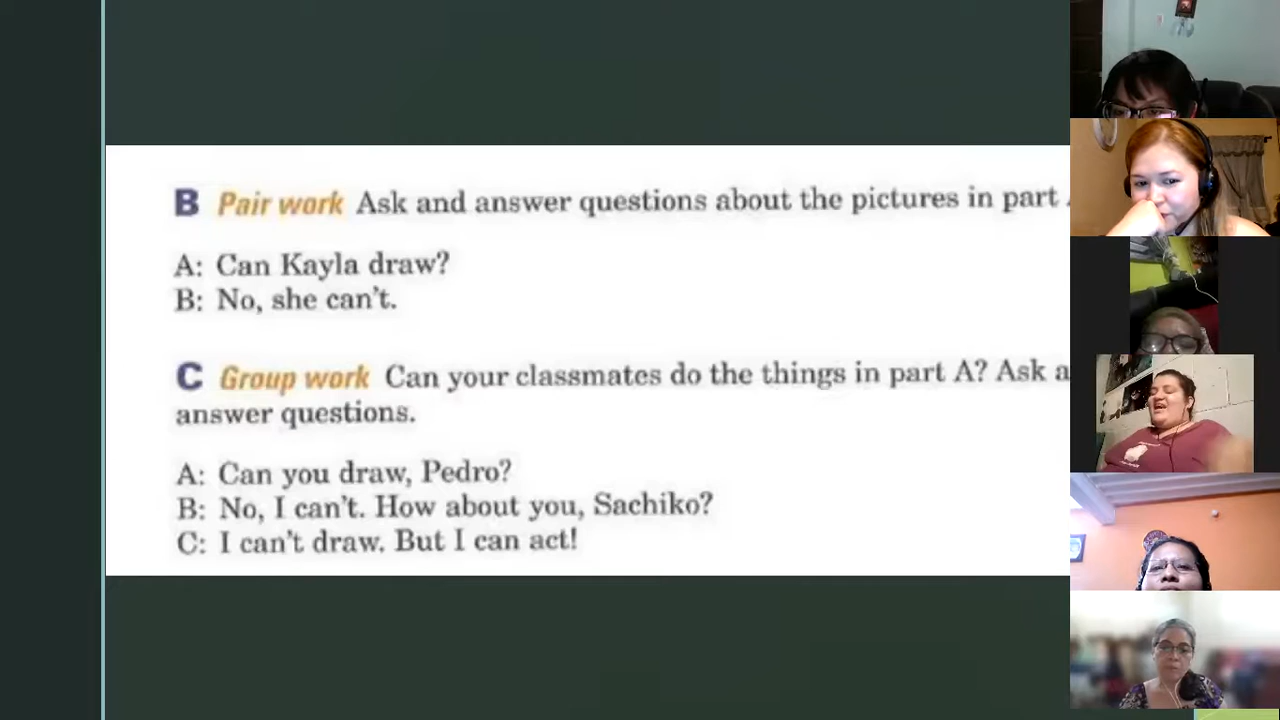 B Pair work Ask and answer questions about the pictures in part
A: Can Kayla draw?
B: No, she can't.
C Group work Can your classmates do the things in part A? Ask a
answer questions.
A: Can you draw, Pedro?
B: No, I can't. How about you, Sachiko?
C: I can't draw. But I can act!